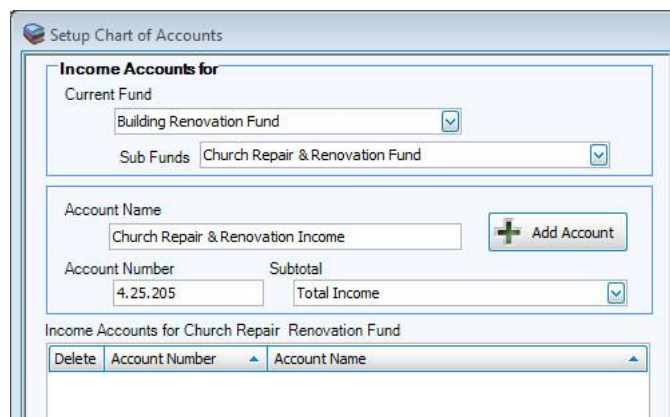 Setup Chart of Accounts
Income Accounts for
Current Fund
Building Renovation Fund
Sub Funds Church Repair & Renovation Fund
Account Name
Church Repair & Renovation Income
Add Account
Account Number Subtotal
4.25.205 Total Income
Income Accounts for Church Repair Renovation Fund
Delete Account Number Account Name